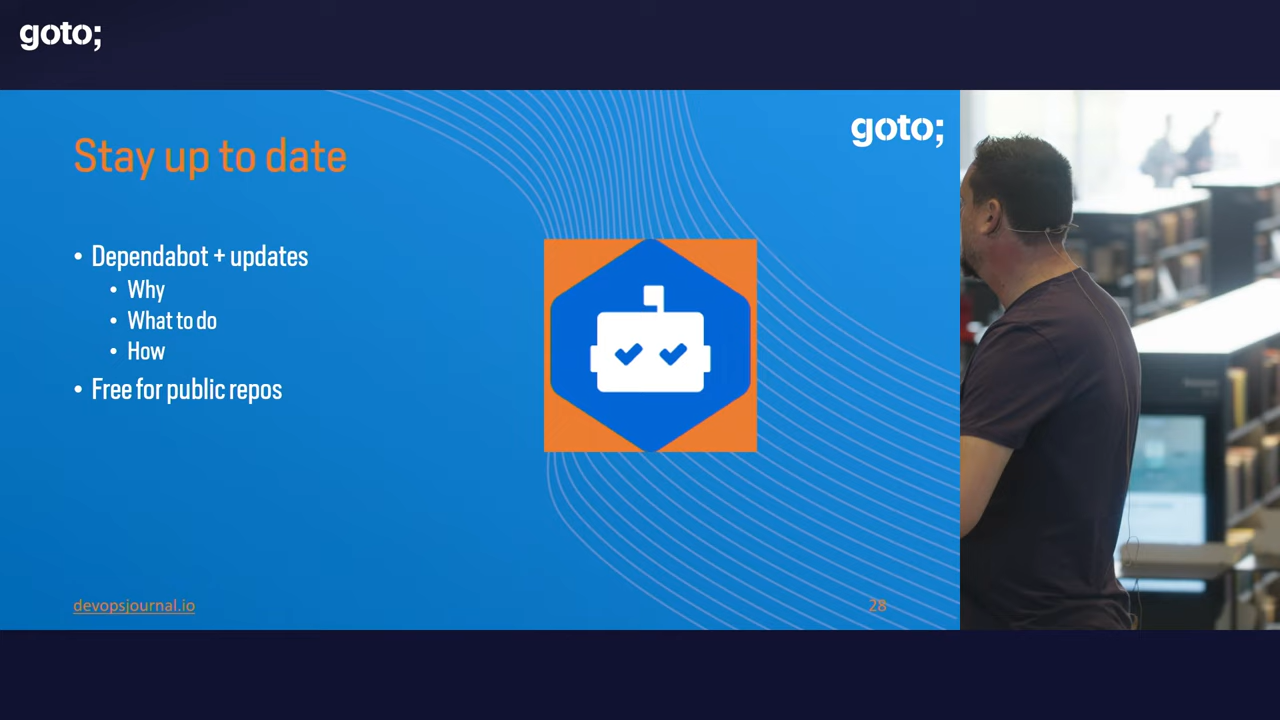 goto;
goto;
Stay up to date
• Dependabot + updates
• Why
• What to do
• How
• Free for public repos
devopsjournal.io
28